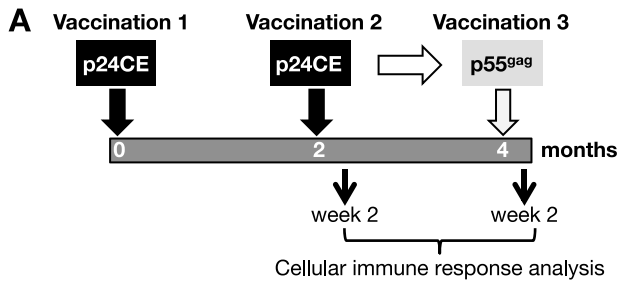 A
Vaccination 1 Vaccination 2 Vaccination 3
p24CE p24CE p55gag
0 2 4 months
week 2 week 2
Cellular immune response analysis